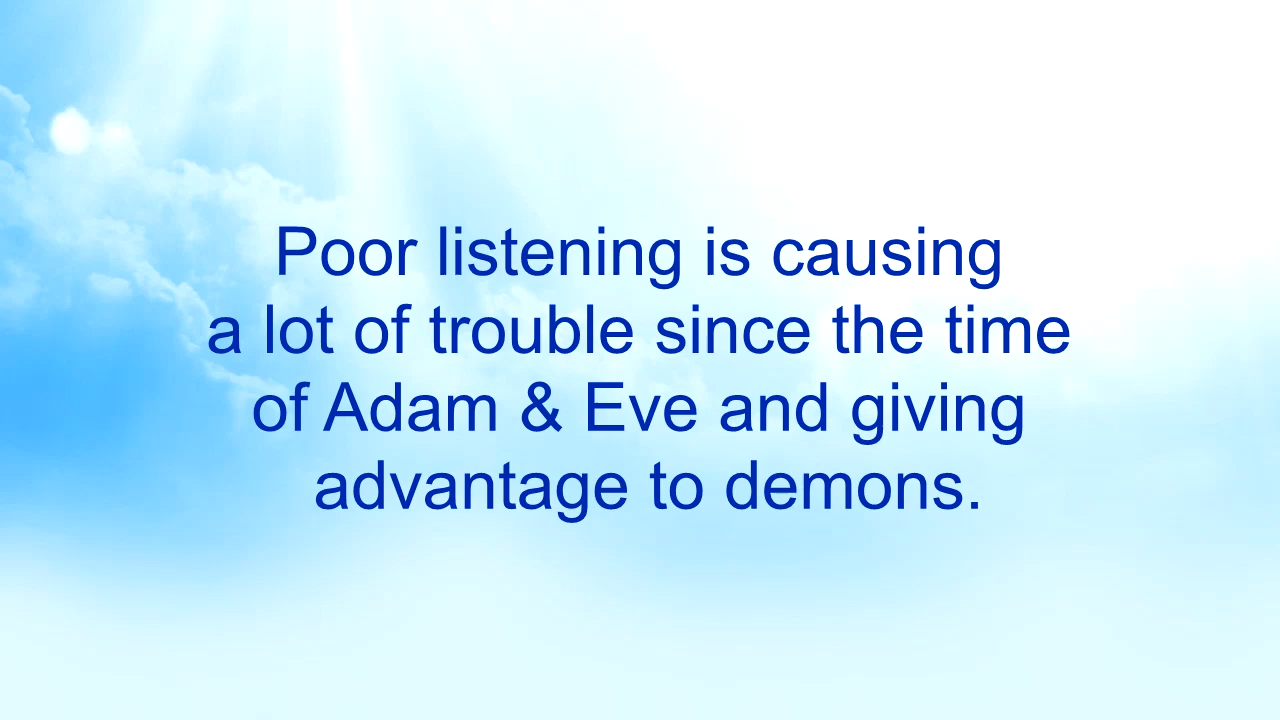 Poor listening is causing
a lot of trouble since the time
of Adam & Eve and giving
advantage to demons.